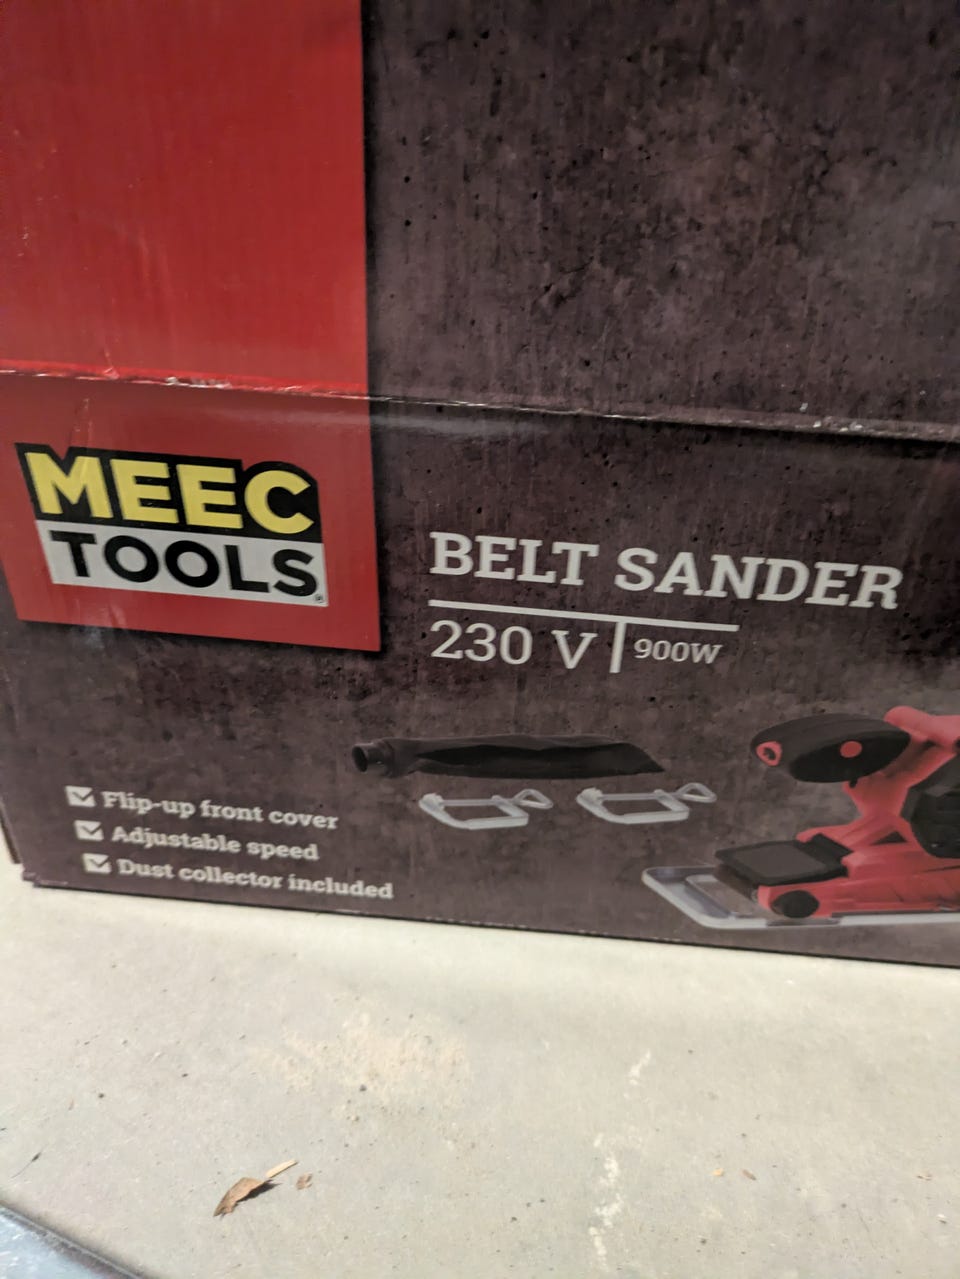 MEEC
TOOLS®
BELT SANDER
230 V | 900W
Flip-up front cover
Adjustable speed
Dust collector included